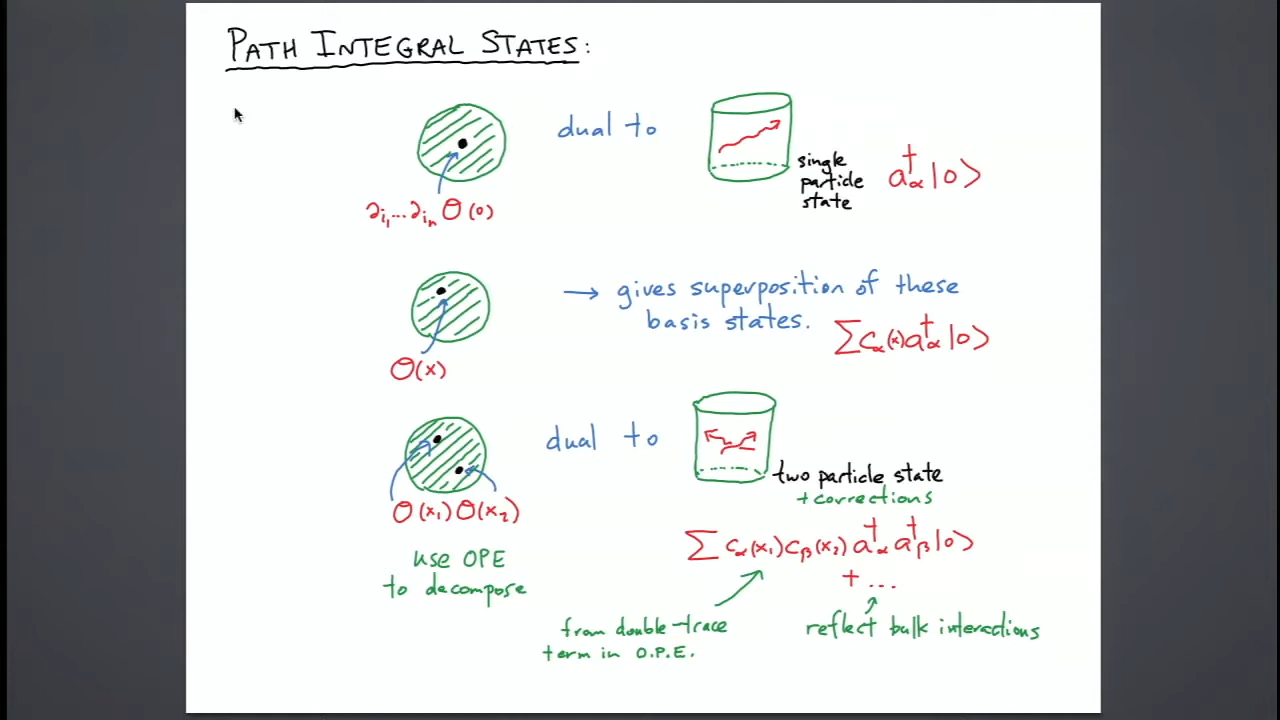 PATH INTEGRAL STATES:
dual to
single
particle
state
a†α|0>
∂i₁...∂iₙ O(0)
→ gives superposition of these
basis states.
∑cα(x)a†α|0>
O(x)
dual to
two particle state
+corrections
O(x₁)O(x₂)
∑ cα(x₁)cβ(x₂)a†αa†β|0>
+ ...
use OPE
to decompose
from double-trace
term in O.P.E.
reflect bulk interactions